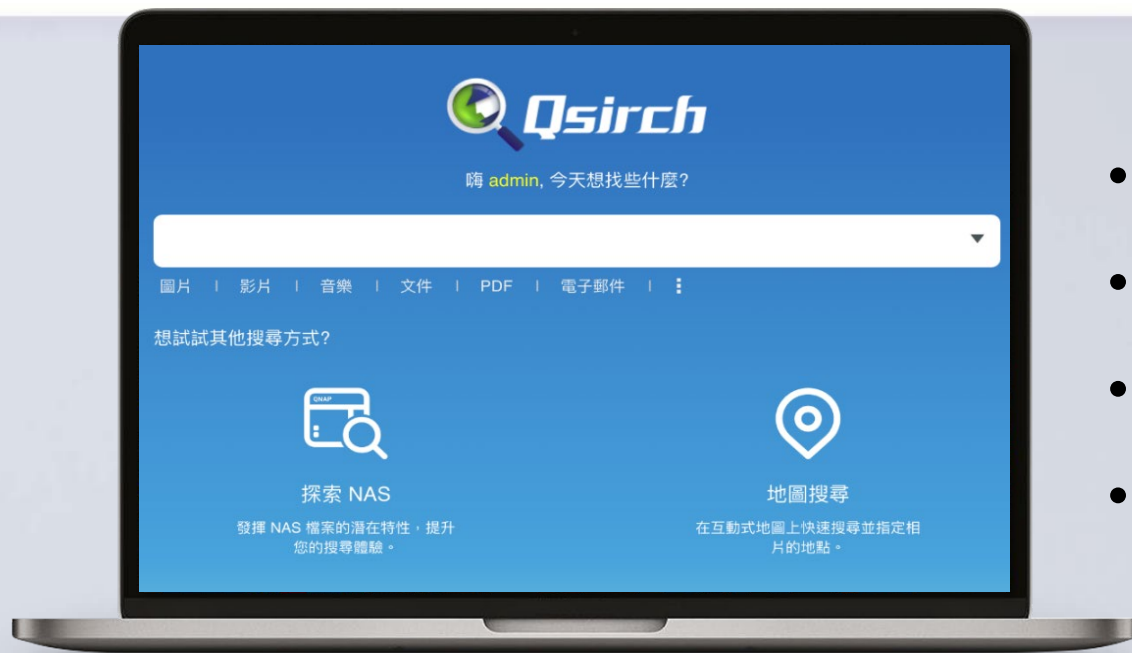 Qsirch
嗨 admin, 今天想找些什麼?
圖片 | 影片 | 音樂 | 文件 | PDF | 電子郵件 |
想試試其他搜尋方式?
QNAP
探索 NAS
發揮 NAS 檔案的潛在特性，提升
您的搜尋體驗。
地圖搜尋
在互動式地圖上快速搜尋並指定相
片的地點。